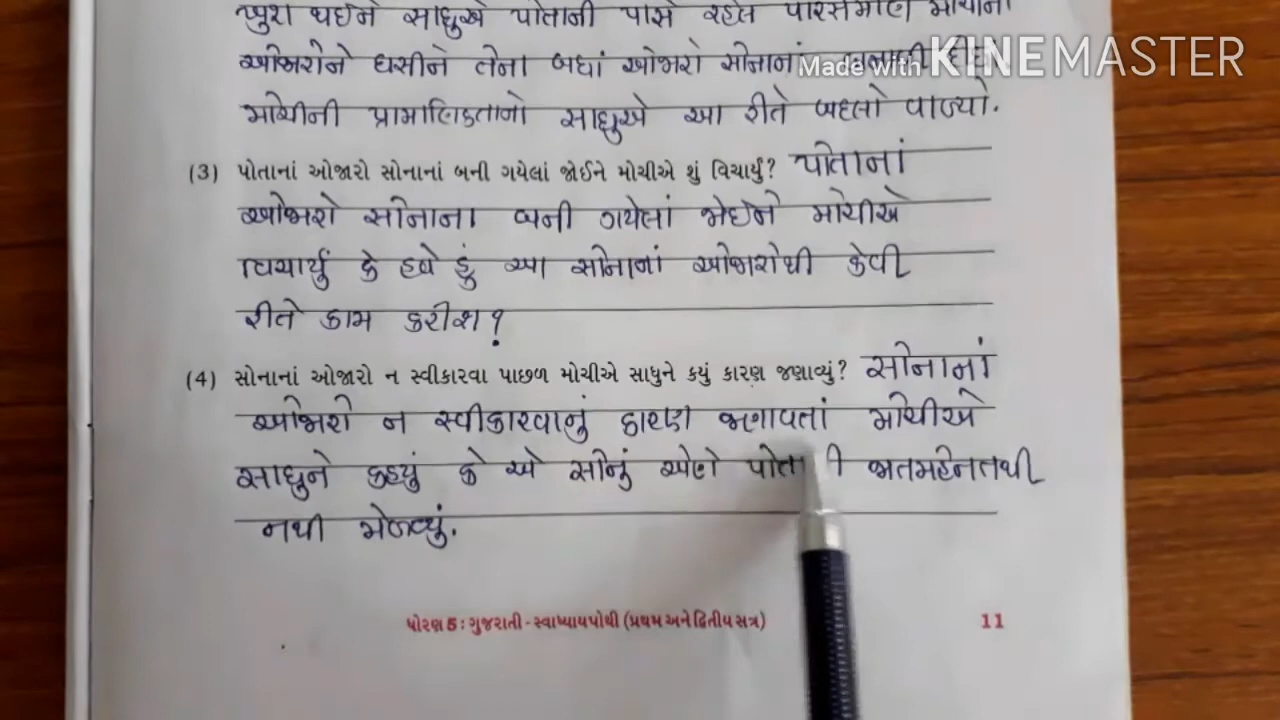 ખુશ થઈને સાધુએ પોતાની પાસે રહેલ પારસમણિ મોચીના
ઓજારોને ઘસીને તેના બધાં ઓજારો સોનાનાં
Made with KINEMASTER
મોચીની પ્રામાણિકતાનો સાધુએ આ રીતે બદલો વાળ્યો.
(3) પોતાનાં ઓજારો સોનાનાં બની ગયેલાં જોઈને મોચીએ શું વિચાર્યું? પોતાનાં
ઓજારો સોનાના બની ગયેલાં જોઈને મોચીએ
વિચાર્યું કે હવે હું આ સોનાનાં ઓજારોથી કેવી
રીતે કામ કરીશ?
(4) સોનાનાં ઓજારો ન સ્વીકારવા પાછળ મોચીએ સાધુને કયું કારણ જણાવ્યું? સોનાનાં
ઓજારો ન સ્વીકારવાનું કારણ જણાવતાં મોચીએ
સાધુને કહ્યું કે એ સોનું એણે જાતમહેનતથી
નથી મેળવ્યું.
ધોરણ 5 : ગુજરાતી - સ્વાધ્યાયપોથી (પ્રથમ અને દ્વિતીય સત્ર) 11